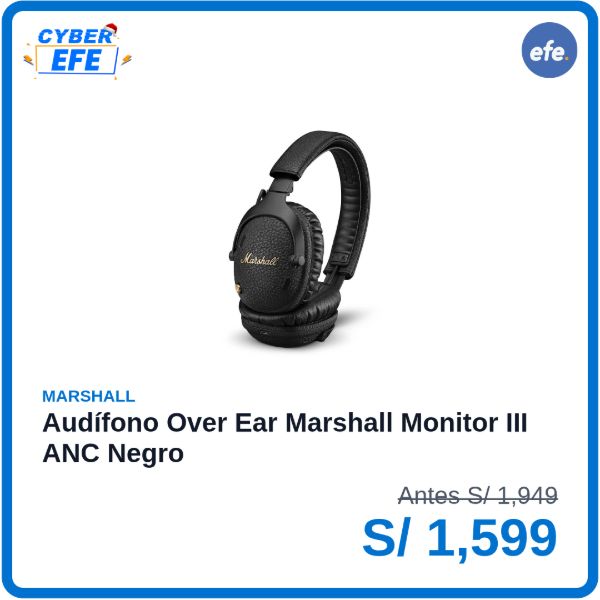 CYBER
EFE
efe.
Marshall
MARSHALL
Audífono Over Ear Marshall Monitor III
ANC Negro
Antes S/ 1,949
S/ 1,599